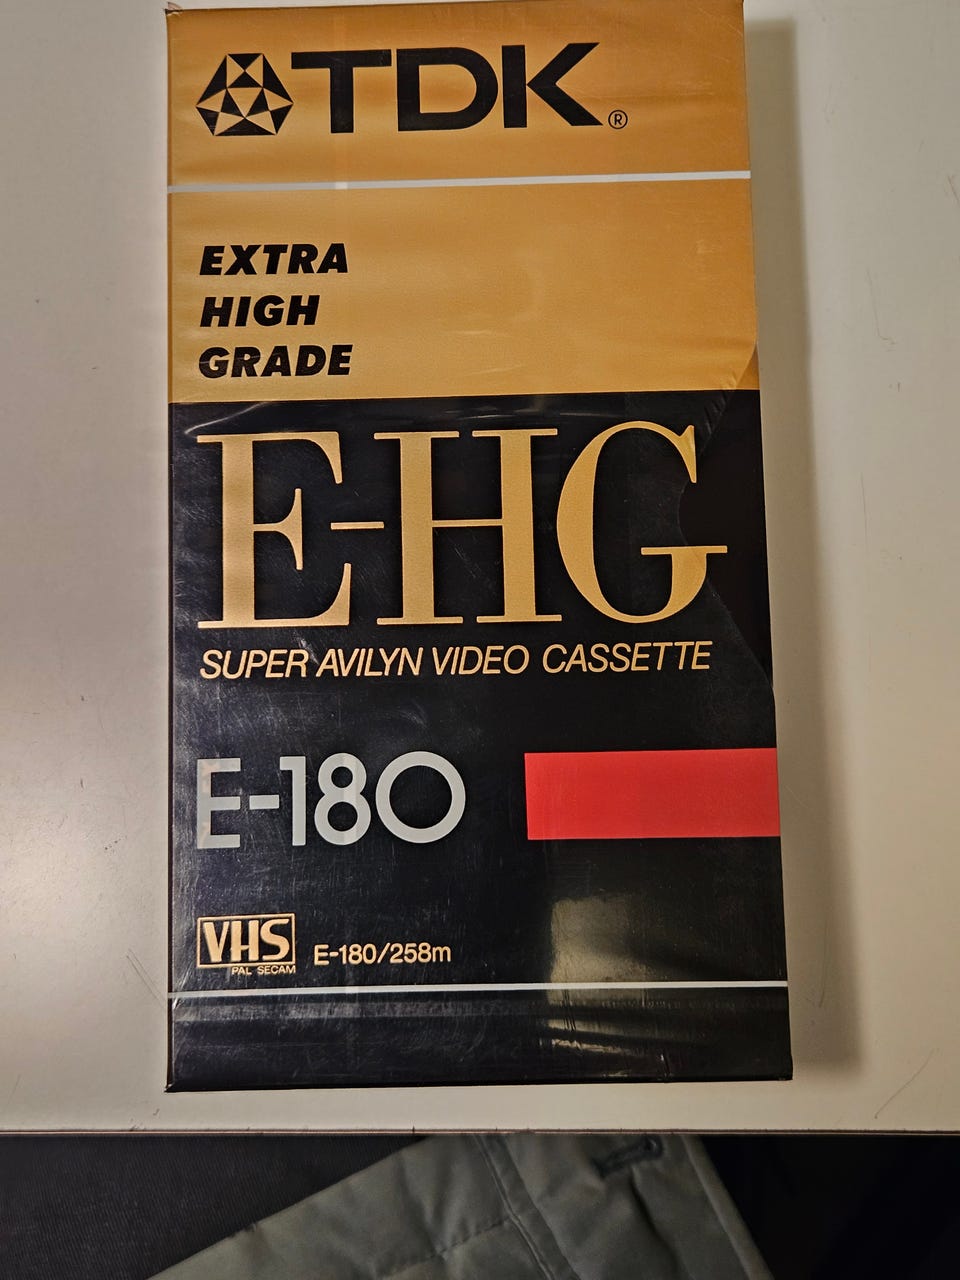 TDK®
EXTRA
HIGH
GRADE
E-HG
SUPER AVILYN VIDEO CASSETTE
E-180
VHS
PAL SECAM
E-180/258m